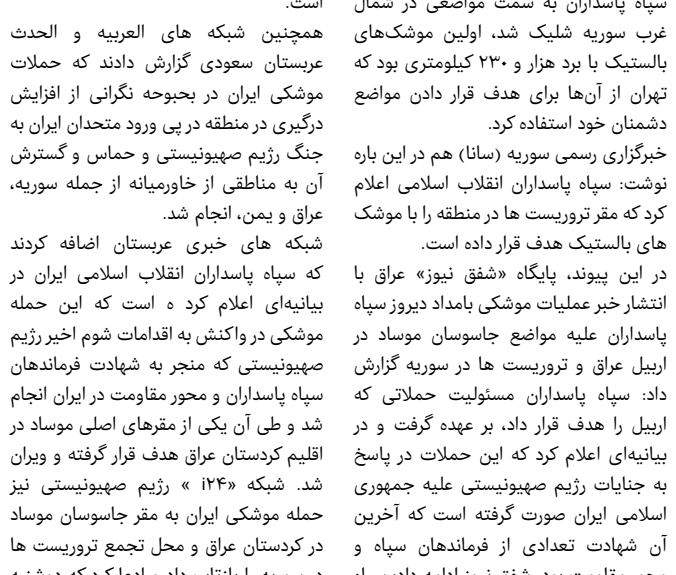 سپاه پاسداران به سمت مواضعی در شمال
غرب سوریه شلیک شد، اولین موشک‌های
بالستیک با برد هزار و ۲۳۰ کیلومتری بود که
تهران از آن‌ها برای هدف قرار دادن مواضع
دشمنان خود استفاده کرد.
خبرگزاری رسمی سوریه (سانا) هم در این باره
نوشت: سپاه پاسداران انقلاب اسلامی اعلام
کرد که مقر تروریست ها در منطقه را با موشک
های بالستیک هدف قرار داده است.
در این پیوند، پایگاه «شفق نیوز» عراق با
انتشار خبر عملیات موشکی بامداد دیروز سپاه
پاسداران علیه مواضع جاسوسان موساد در
اربیل عراق و تروریست ها در سوریه گزارش
داد: سپاه پاسداران مسئولیت حملاتی که
اربیل را هدف قرار داد، بر عهده گرفت و در
بیانیه‌ای اعلام کرد که این حملات در پاسخ
به جنایات رژیم صهیونیستی علیه جمهوری
اسلامی ایران صورت گرفته است که آخرین
آن شهادت تعدادی از فرماندهان سپاه و
است.
همچنین شبکه های العربیه و الحدث
عربستان سعودی گزارش دادند که حملات
موشکی ایران در بحبوحه نگرانی از افزایش
درگیری در منطقه در پی ورود متحدان ایران به
جنگ رژیم صهیونیستی و حماس و گسترش
آن به مناطقی از خاورمیانه از جمله سوریه،
عراق و یمن، انجام شد.
شبکه های خبری عربستان اضافه کردند
که سپاه پاسداران انقلاب اسلامی ایران در
بیانیه‌ای اعلام کرد ه است که این حمله
موشکی در واکنش به اقدامات شوم اخیر رژیم
صهیونیستی که منجر به شهادت فرماندهان
سپاه پاسداران و محور مقاومت در ایران انجام
شد و طی آن یکی از مقرهای اصلی موساد در
اقلیم کردستان عراق هدف قرار گرفته و ویران
شد. شبکه «i۲۴ » رژیم صهیونیستی نیز
حمله موشکی ایران به مقر جاسوسان موساد
در کردستان عراق و محل تجمع تروریست ها